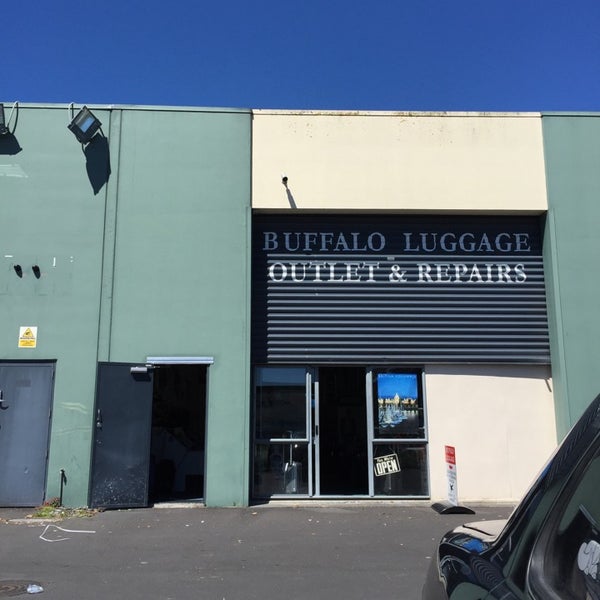 BUFFALO LUGGAGE
OUTLET & REPAIRS
OPEN